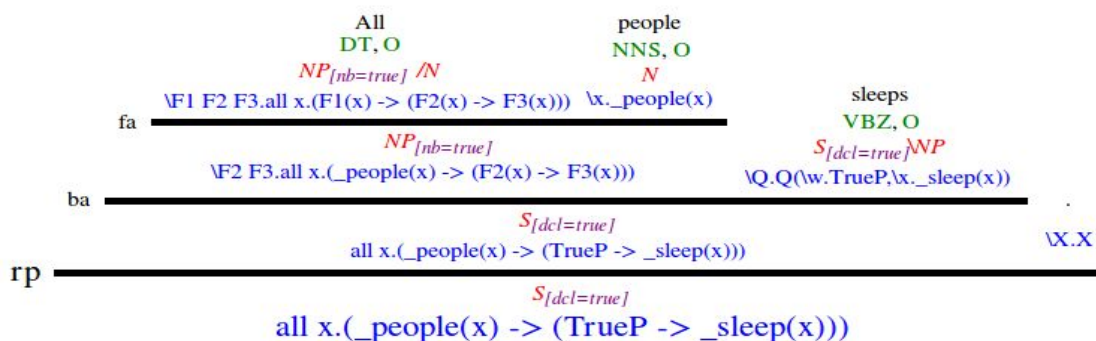 All people
DT, O NNS, O
NP[nb=true] /N N
\F1 F2 F3.all x.(F1(x) -> (F2(x) -> F3(x))) \x._people(x) sleeps
fa VBZ, O
NP[nb=true] S[dcl=true]\NP
\F2 F3.all x.(_people(x) -> (F2(x) -> F3(x))) \Q.Q(\w.TrueP,\x._sleep(x))
ba .
S[dcl=true]
all x.(_people(x) -> (TrueP -> _sleep(x))) \X.X
rp
S[dcl=true]
all x.(_people(x) -> (TrueP -> _sleep(x)))